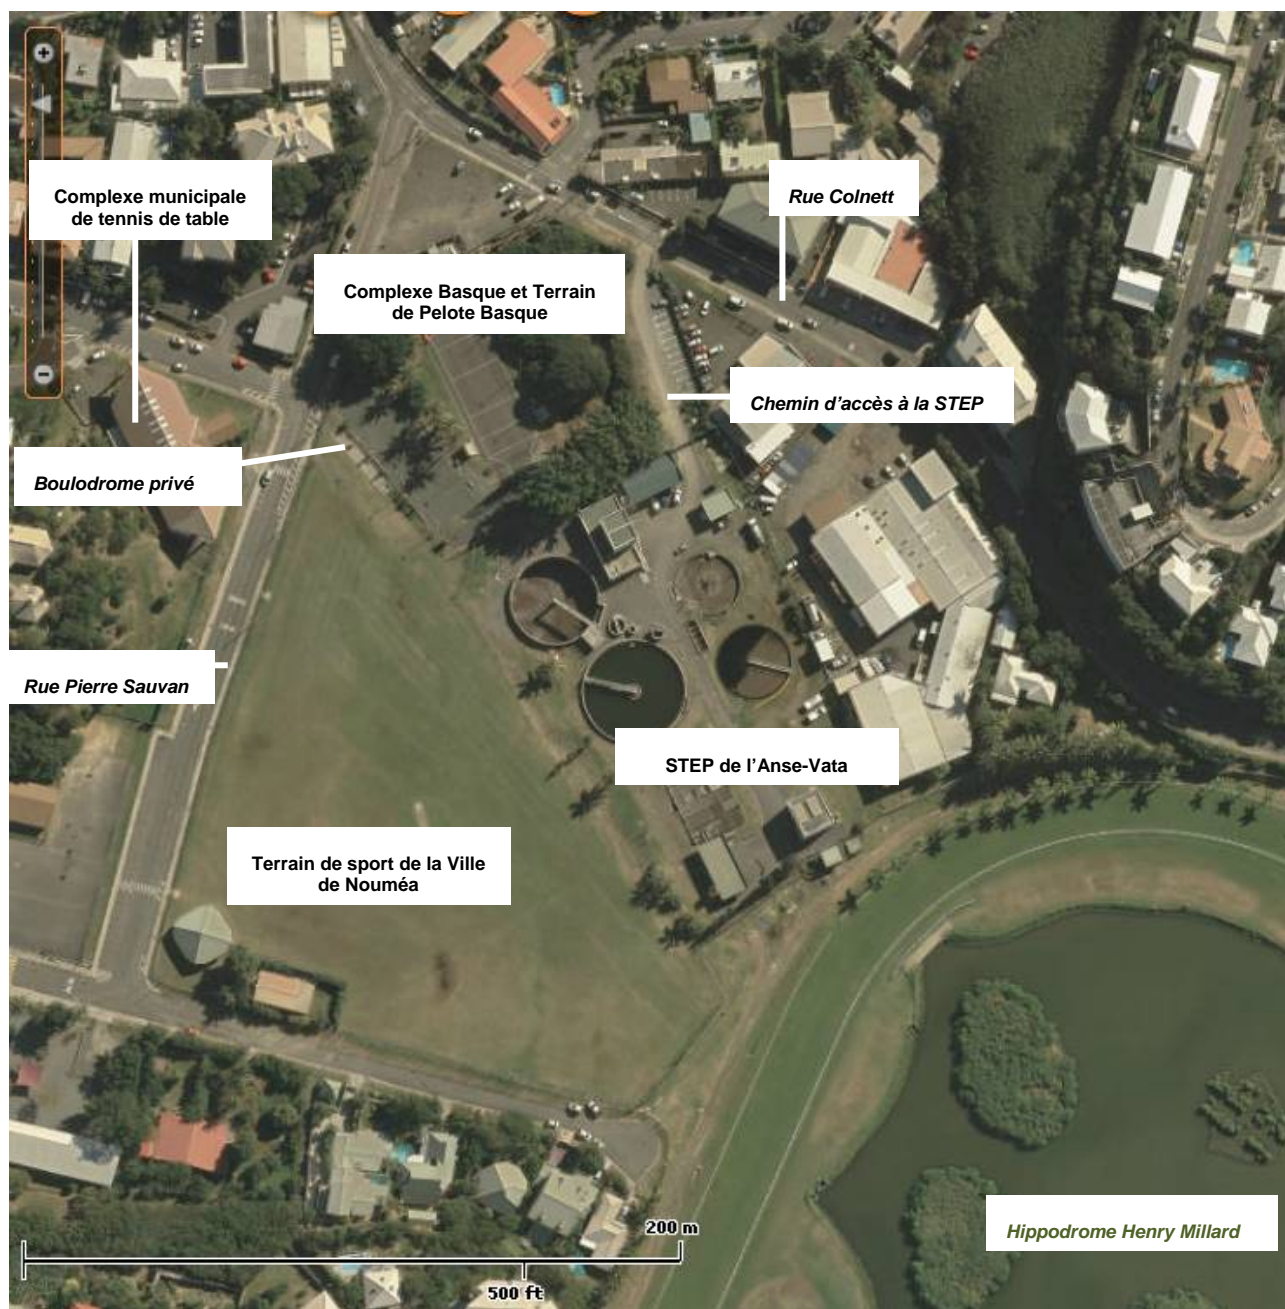 +
Complexe municipale
de tennis de table
Rue Colnett
Complexe Basque et Terrain
de Pelote Basque
−
Chemin d'accès à la STEP
Boulodrome privé
Rue Pierre Sauvan
STEP de l'Anse-Vata
Terrain de sport de la Ville
de Nouméa
Hippodrome Henry Millard
200 m
500 ft